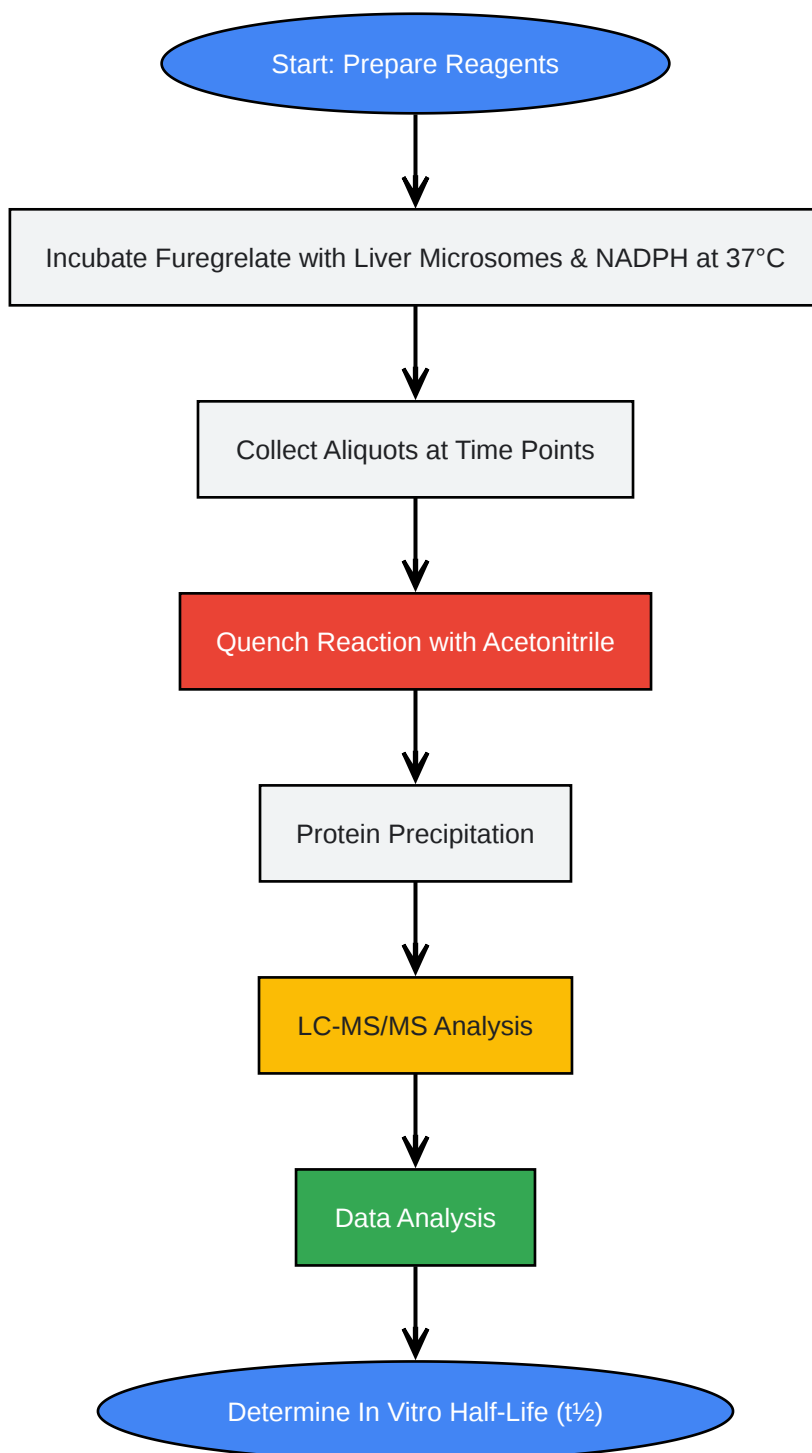 Start: Prepare Reagents
Incubate Furegrelate with Liver Microsomes & NADPH at 37°C
Collect Aliquots at Time Points
Quench Reaction with Acetonitrile
Protein Precipitation
LC-MS/MS Analysis
Data Analysis
Determine In Vitro Half-Life (t½)